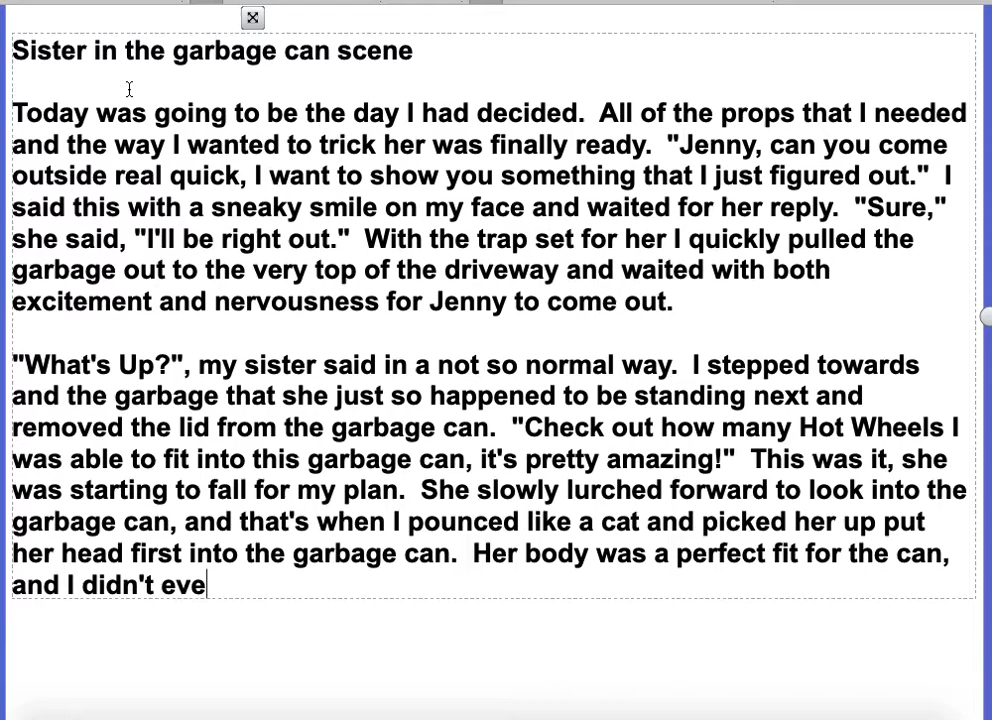 Sister in the garbage can scene
Today was going to be the day I had decided.  All of the props that I needed
and the way I wanted to trick her was finally ready.  "Jenny, can you come
outside real quick, I want to show you something that I just figured out."  I
said this with a sneaky smile on my face and waited for her reply.  "Sure,"
she said, "I'll be right out."  With the trap set for her I quickly pulled the
garbage out to the very top of the driveway and waited with both
excitement and nervousness for Jenny to come out.
"What's Up?", my sister said in a not so normal way.  I stepped towards
and the garbage that she just so happened to be standing next and
removed the lid from the garbage can.  "Check out how many Hot Wheels I
was able to fit into this garbage can, it's pretty amazing!"  This was it, she
was starting to fall for my plan.  She slowly lurched forward to look into the
garbage can, and that's when I pounced like a cat and picked her up put
her head first into the garbage can.  Her body was a perfect fit for the can,
and I didn't eve